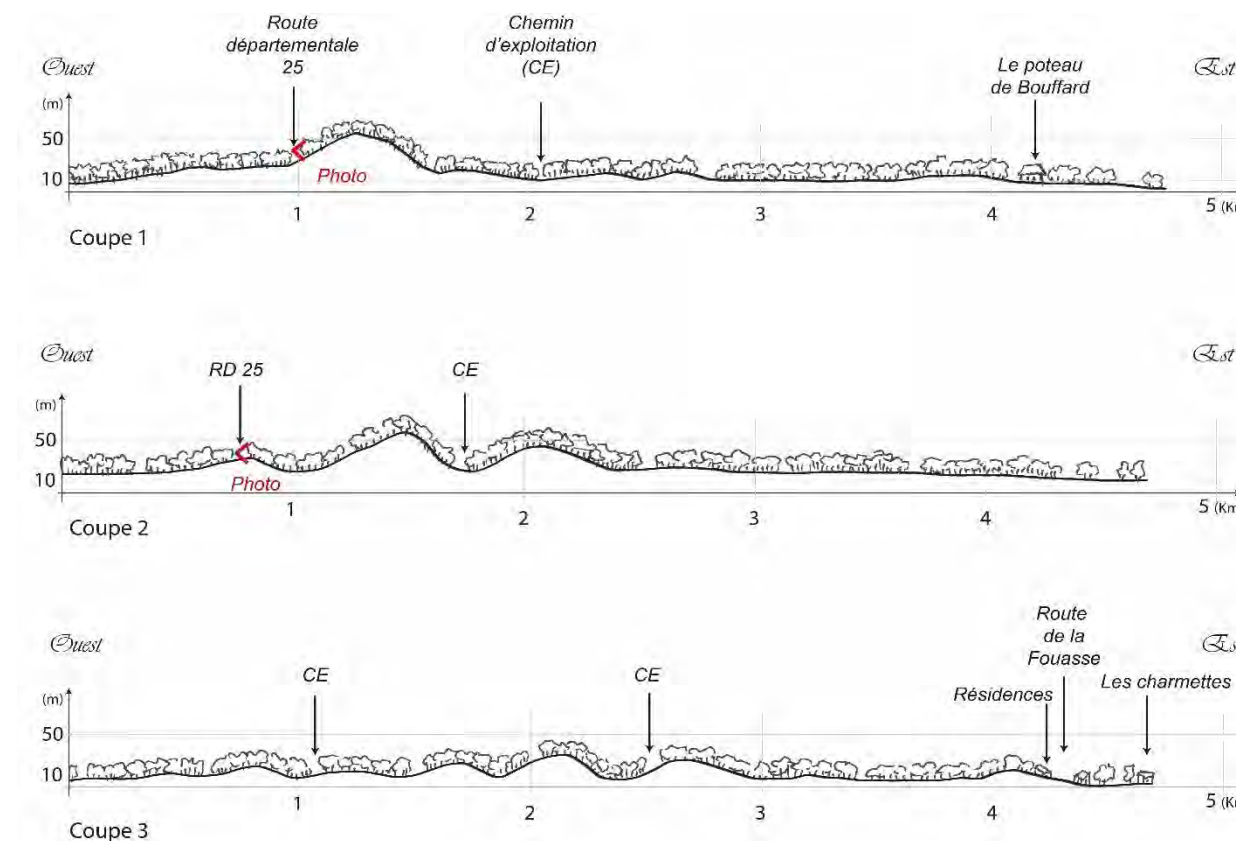 Route
départementale
25
Chemin
d'exploitation
(CE)
Le poteau
de Bouffard
Ouest
Est
(m)
50
10
Photo
1
2
3
4
5 (Km
Coupe 1
Ouest
Est
RD 25
CE
(m)
50
10
Photo
1
2
3
4
5 (Km
Coupe 2
Route
de la
Fouasse
Ouest
Es
CE
CE
Résidences
Les charmettes
(m)
50
10
1
2
3
4
5 (Km
Coupe 3